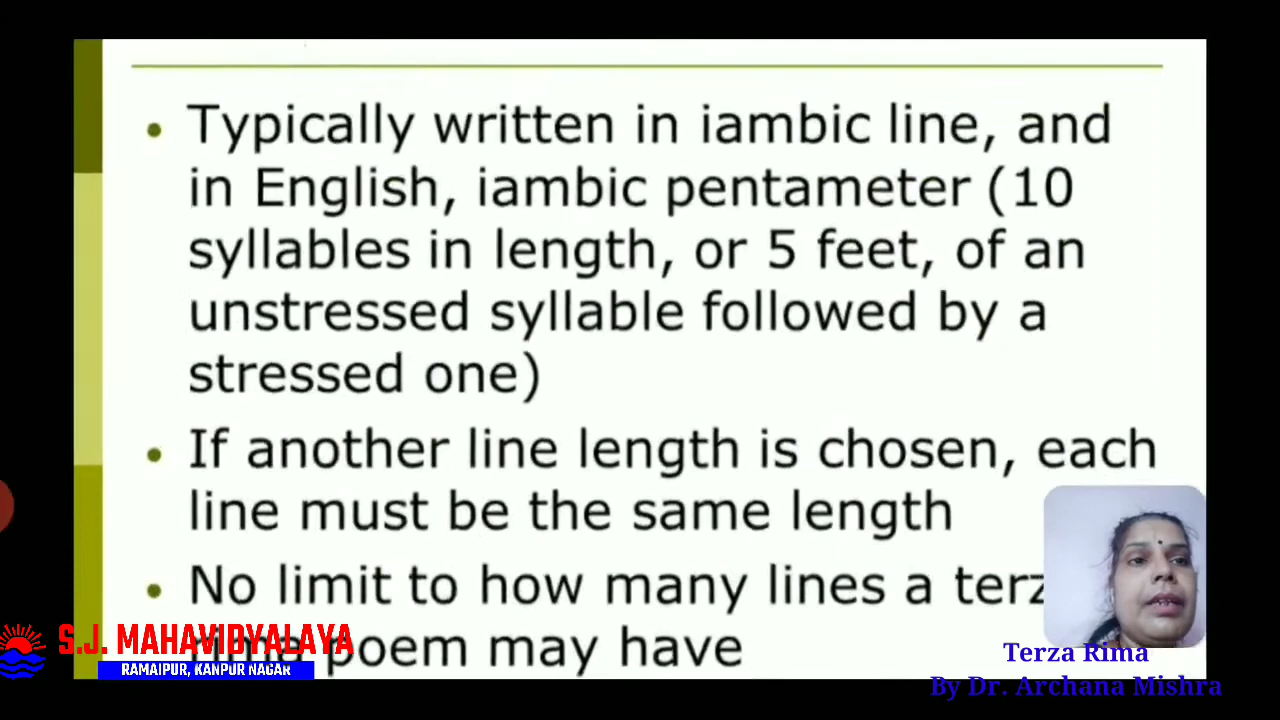 Typically written in iambic line, and
in English, iambic pentameter (10
syllables in length, or 5 feet, of an
unstressed syllable followed by a
stressed one)
If another line length is chosen, each
line must be the same length
No limit to how many lines a
poem may have
S.J. MAHAVIDYALAYA
RAMAIPUR, KANPUR NAGAR
Terza Rima
By Dr. Archana Mishra